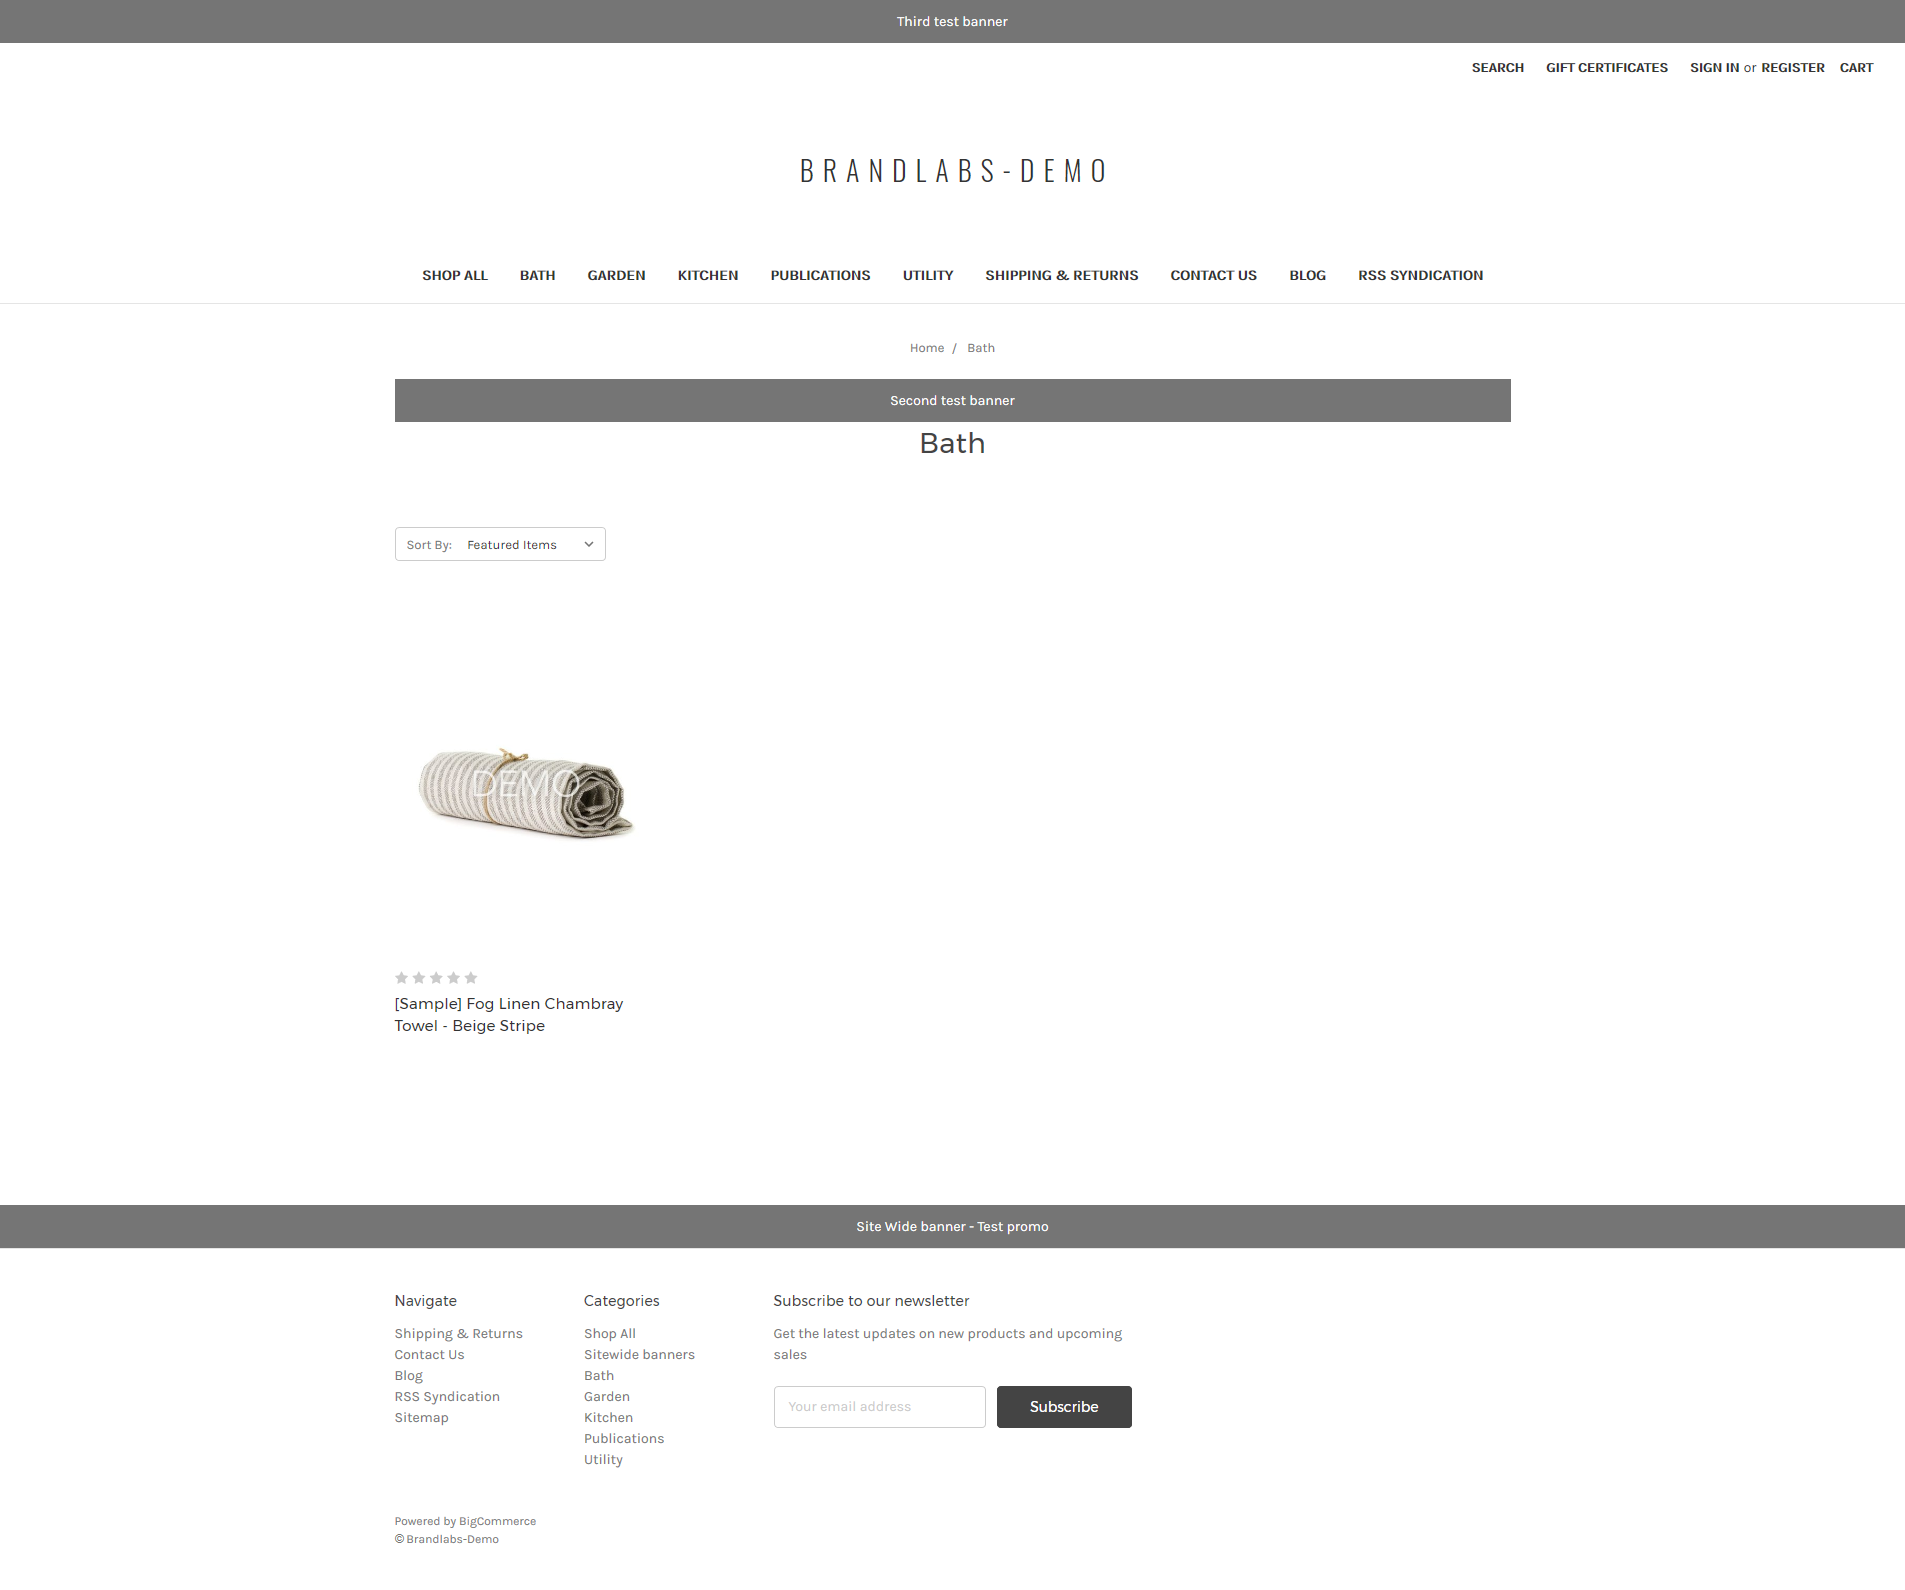 Third test banner
SEARCH GIFT CERTIFICATES SIGN IN or REGISTER CART
BRANDLABS-DEMO
SHOP ALL BATH GARDEN KITCHEN PUBLICATIONS UTILITY SHIPPING & RETURNS CONTACT US BLOG RSS SYNDICATION
Home / Bath
Second test banner
Bath
Sort By: Featured Items
DEMO
[Sample] Fog Linen Chambray
Towel - Beige Stripe
Site Wide banner - Test promo
Navigate
Shipping & Returns
Contact Us
Blog
RSS Syndication
Sitemap
Categories
Shop All
Sitewide banners
Bath
Garden
Kitchen
Publications
Utility
Subscribe to our newsletter
Get the latest updates on new products and upcoming
sales
Your email address
Subscribe
Powered by BigCommerce
© Brandlabs-Demo